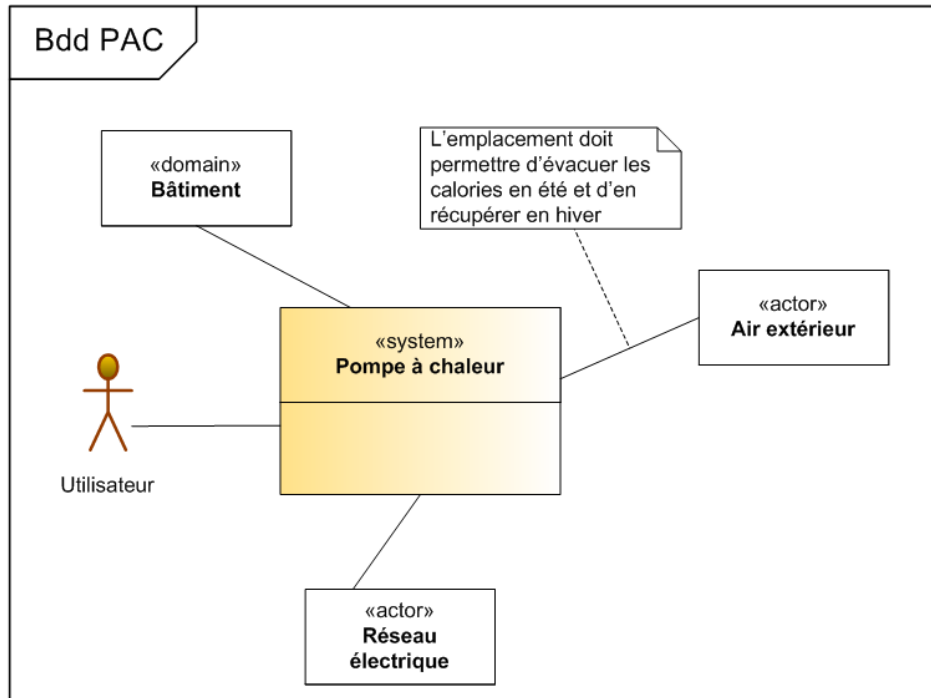 Bdd PAC
«domain»
Bâtiment
L'emplacement doit
permettre d'évacuer les
calories en été et d'en
récupérer en hiver
«actor»
Air extérieur
«system»
Pompe à chaleur
Utilisateur
«actor»
Réseau
électrique